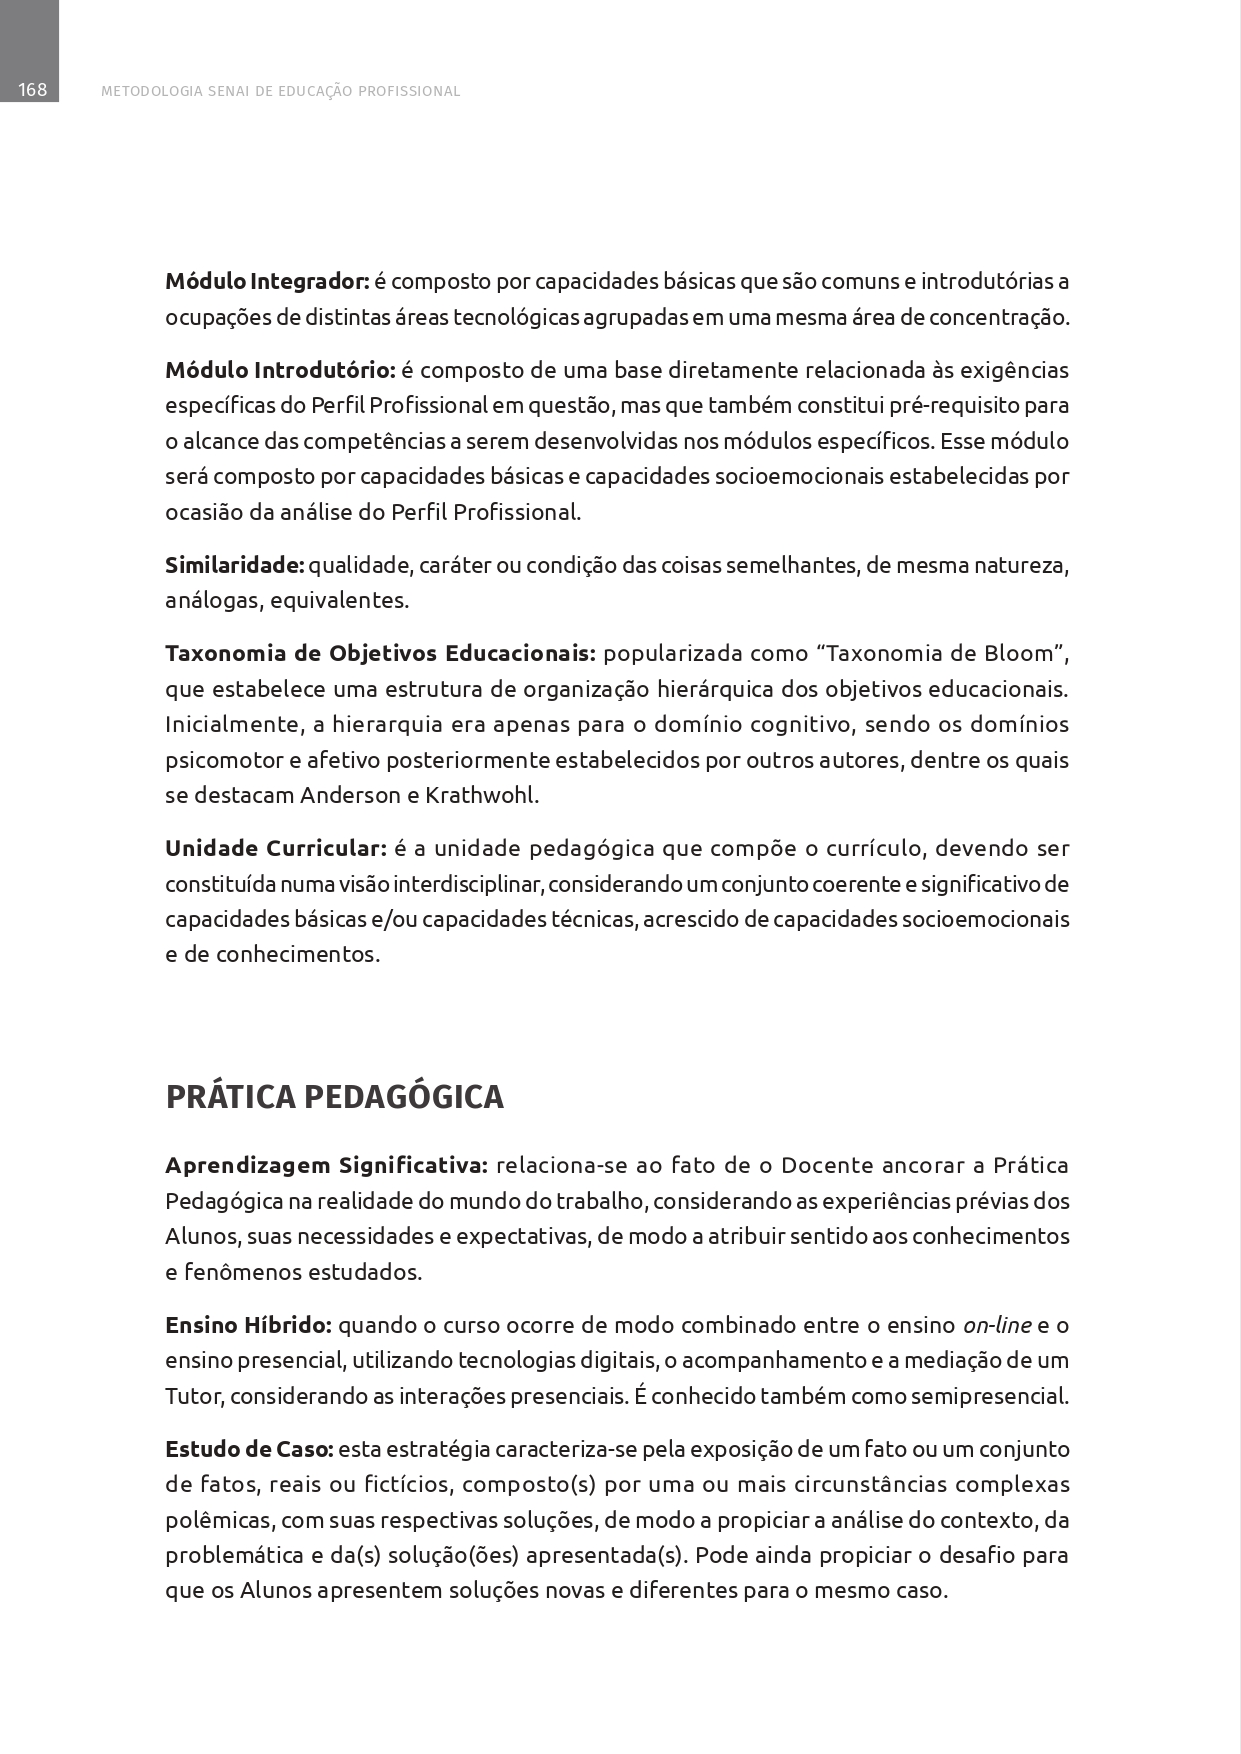 168
METODOLOGIA SENAI DE EDUCAÇÃO PROFISSIONAL
Módulo Integrador: é composto por capacidades básicas que são comuns e introdutórias a
ocupações de distintas áreas tecnológicas agrupadas em uma mesma área de concentração.
Módulo Introdutório: é composto de uma base diretamente relacionada às exigências
específicas do Perfil Profissional em questão, mas que também constitui pré-requisito para
o alcance das competências a serem desenvolvidas nos módulos específicos. Esse módulo
será composto por capacidades básicas e capacidades socioemocionais estabelecidas por
ocasião da análise do Perfil Profissional.
Similaridade: qualidade, caráter ou condição das coisas semelhantes, de mesma natureza,
análogas, equivalentes.
Taxonomia de Objetivos Educacionais: popularizada como “Taxonomia de Bloom”,
que estabelece uma estrutura de organização hierárquica dos objetivos educacionais.
Inicialmente, a hierarquia era apenas para o domínio cognitivo, sendo os domínios
psicomotor e afetivo posteriormente estabelecidos por outros autores, dentre os quais
se destacam Anderson e Krathwohl.
Unidade Curricular: é a unidade pedagógica que compõe o currículo, devendo ser
constituída numa visão interdisciplinar, considerando um conjunto coerente e significativo de
capacidades básicas e/ou capacidades técnicas, acrescido de capacidades socioemocionais
e de conhecimentos.
PRÁTICA PEDAGÓGICA
Aprendizagem Significativa: relaciona-se ao fato de o Docente ancorar a Prática
Pedagógica na realidade do mundo do trabalho, considerando as experiências prévias dos
Alunos, suas necessidades e expectativas, de modo a atribuir sentido aos conhecimentos
e fenômenos estudados.
Ensino Híbrido: quando o curso ocorre de modo combinado entre o ensino on-line e o
ensino presencial, utilizando tecnologias digitais, o acompanhamento e a mediação de um
Tutor, considerando as interações presenciais. É conhecido também como semipresencial.
Estudo de Caso: esta estratégia caracteriza-se pela exposição de um fato ou um conjunto
de fatos, reais ou fictícios, composto(s) por uma ou mais circunstâncias complexas
polêmicas, com suas respectivas soluções, de modo a propiciar a análise do contexto, da
problemática e da(s) solução(ões) apresentada(s). Pode ainda propiciar o desafio para
que os Alunos apresentem soluções novas e diferentes para o mesmo caso.